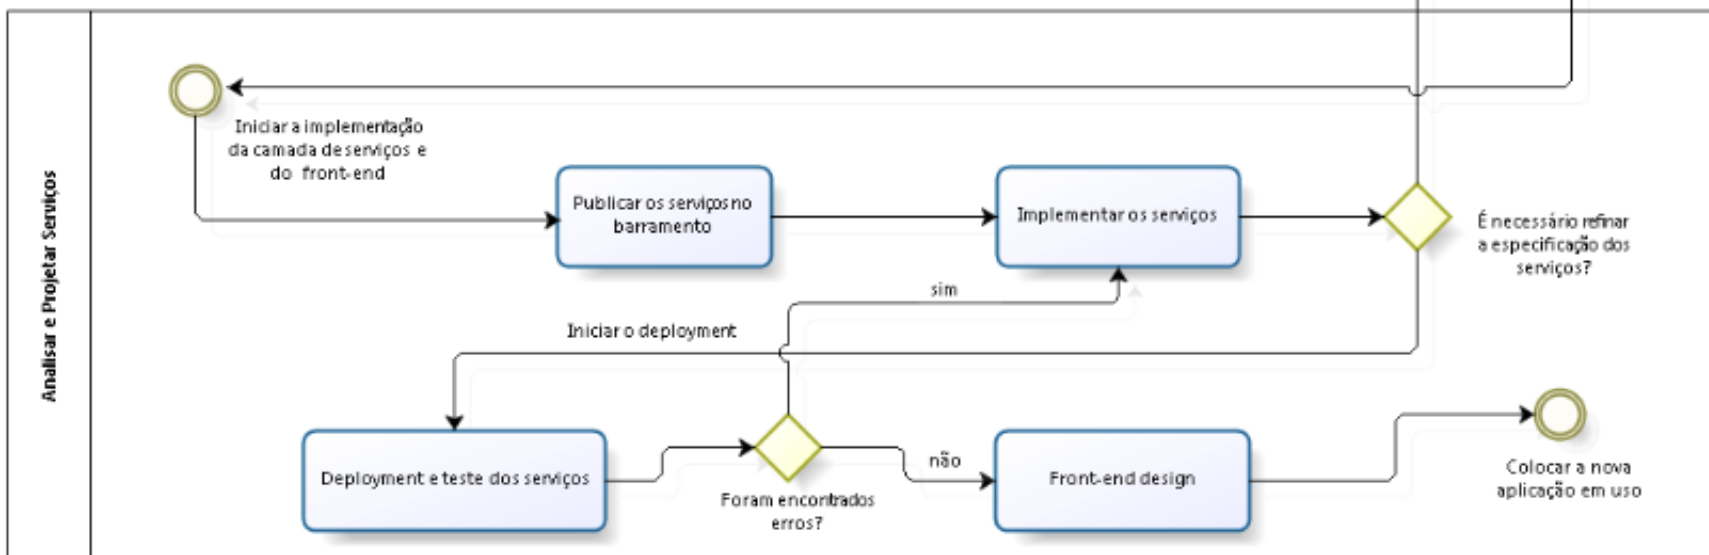 Analisar e Projetar Serviços
Iniciar a implementação
da camada de serviços e
do front-end
Publicar os serviços no
barramento
Implementar os serviços
É necessário refinar
a especificação dos
serviços?
sim
Iniciar o deployment
Deployment e teste dos serviços
Foram encontrados
erros?
não
Front-end design
Colocar a nova
aplicação em uso